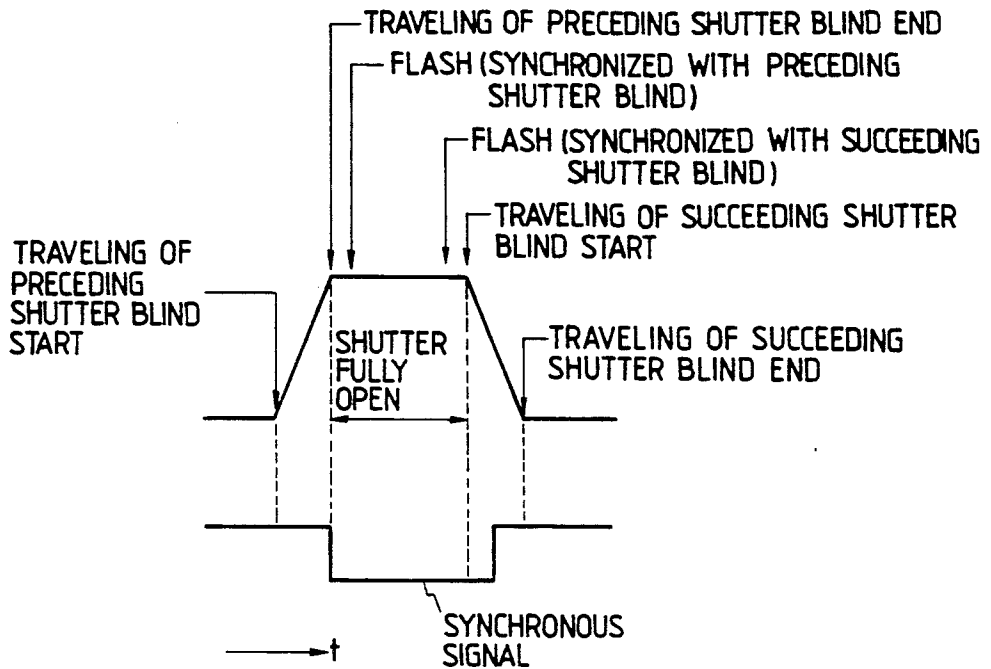 TRAVELING OF PRECEDING SHUTTER BLIND END
FLASH (SYNCHRONIZED WITH PRECEDING
SHUTTER BLIND)
FLASH (SYNCHRONIZED WITH SUCCEEDING
SHUTTER BLIND)
TRAVELING OF SUCCEEDING SHUTTER
BLIND START
TRAVELING OF
PRECEDING
SHUTTER BLIND
START
SHUTTER
FULLY
OPEN
TRAVELING OF SUCCEEDING
SHUTTER BLIND END
SYNCHRONOUS
SIGNAL
t